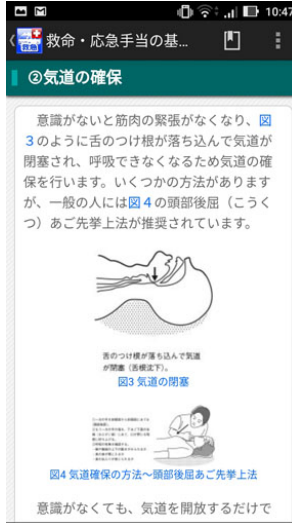 10:47
救命・応急手当の基...
②気道の確保
意識がないと筋肉の緊張がなくなり、図
3のように舌のつけ根が落ち込んで気道が
閉塞され、呼吸できなくなるため気道の確
保を行います。いくつかの方法があります
が、一般の人には図4の頭部後屈（こうく
つ）あご先挙上法が推奨されています。
舌のつけ根が落ち込んで気道
が閉塞（舌根沈下）。
図3 気道の閉塞
図4 気道確保の方法～頭部後屈あご先挙上法
意識がなくても、気道を開放するだけで